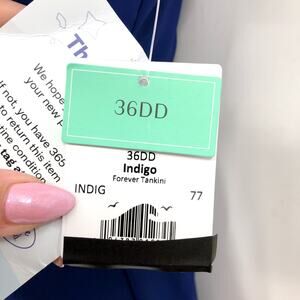 Th
We hope
your new
If not, you have 365
to return this item
tag a
36DD
36DD
Indigo
Forever Tankini
INDIG 77